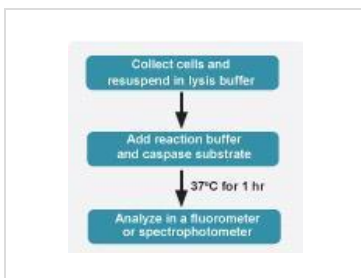 Collect cells and
resuspend in lysis buffer
Add reaction buffer
and caspase substrate
37ºC for 1 hr
Analyze in a fluorometer
or spectrophotometer